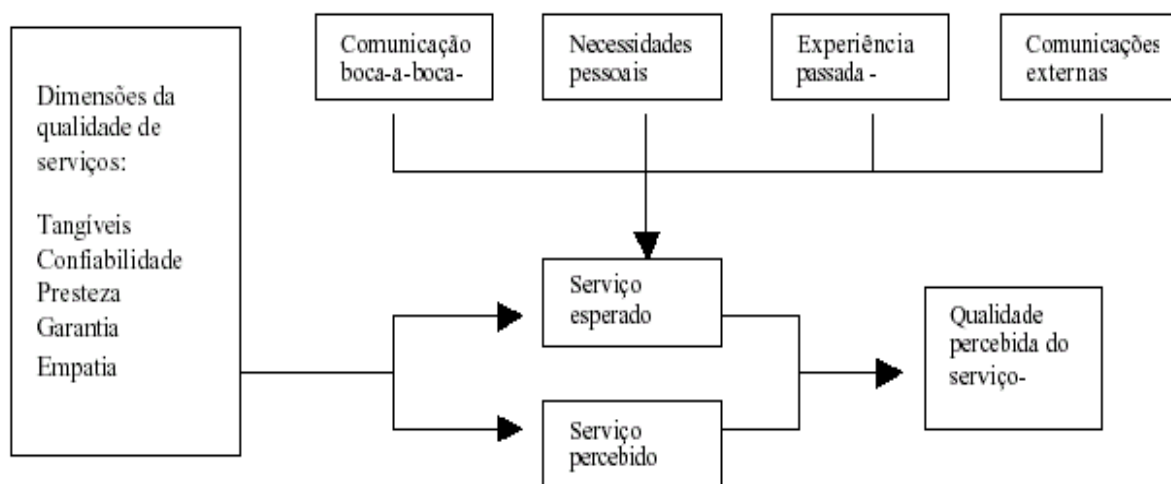 Dimensões da
qualidade de
serviços:
Tangíveis
Confiabilidade
Presteza
Garantia
Empatia
Comunicação
boca-a-boca-
Necessidades
pessoais
Experiência
passada -
Comunicações
externas
Serviço
esperado
Serviço
percebido
Qualidade
percebida do
serviço-